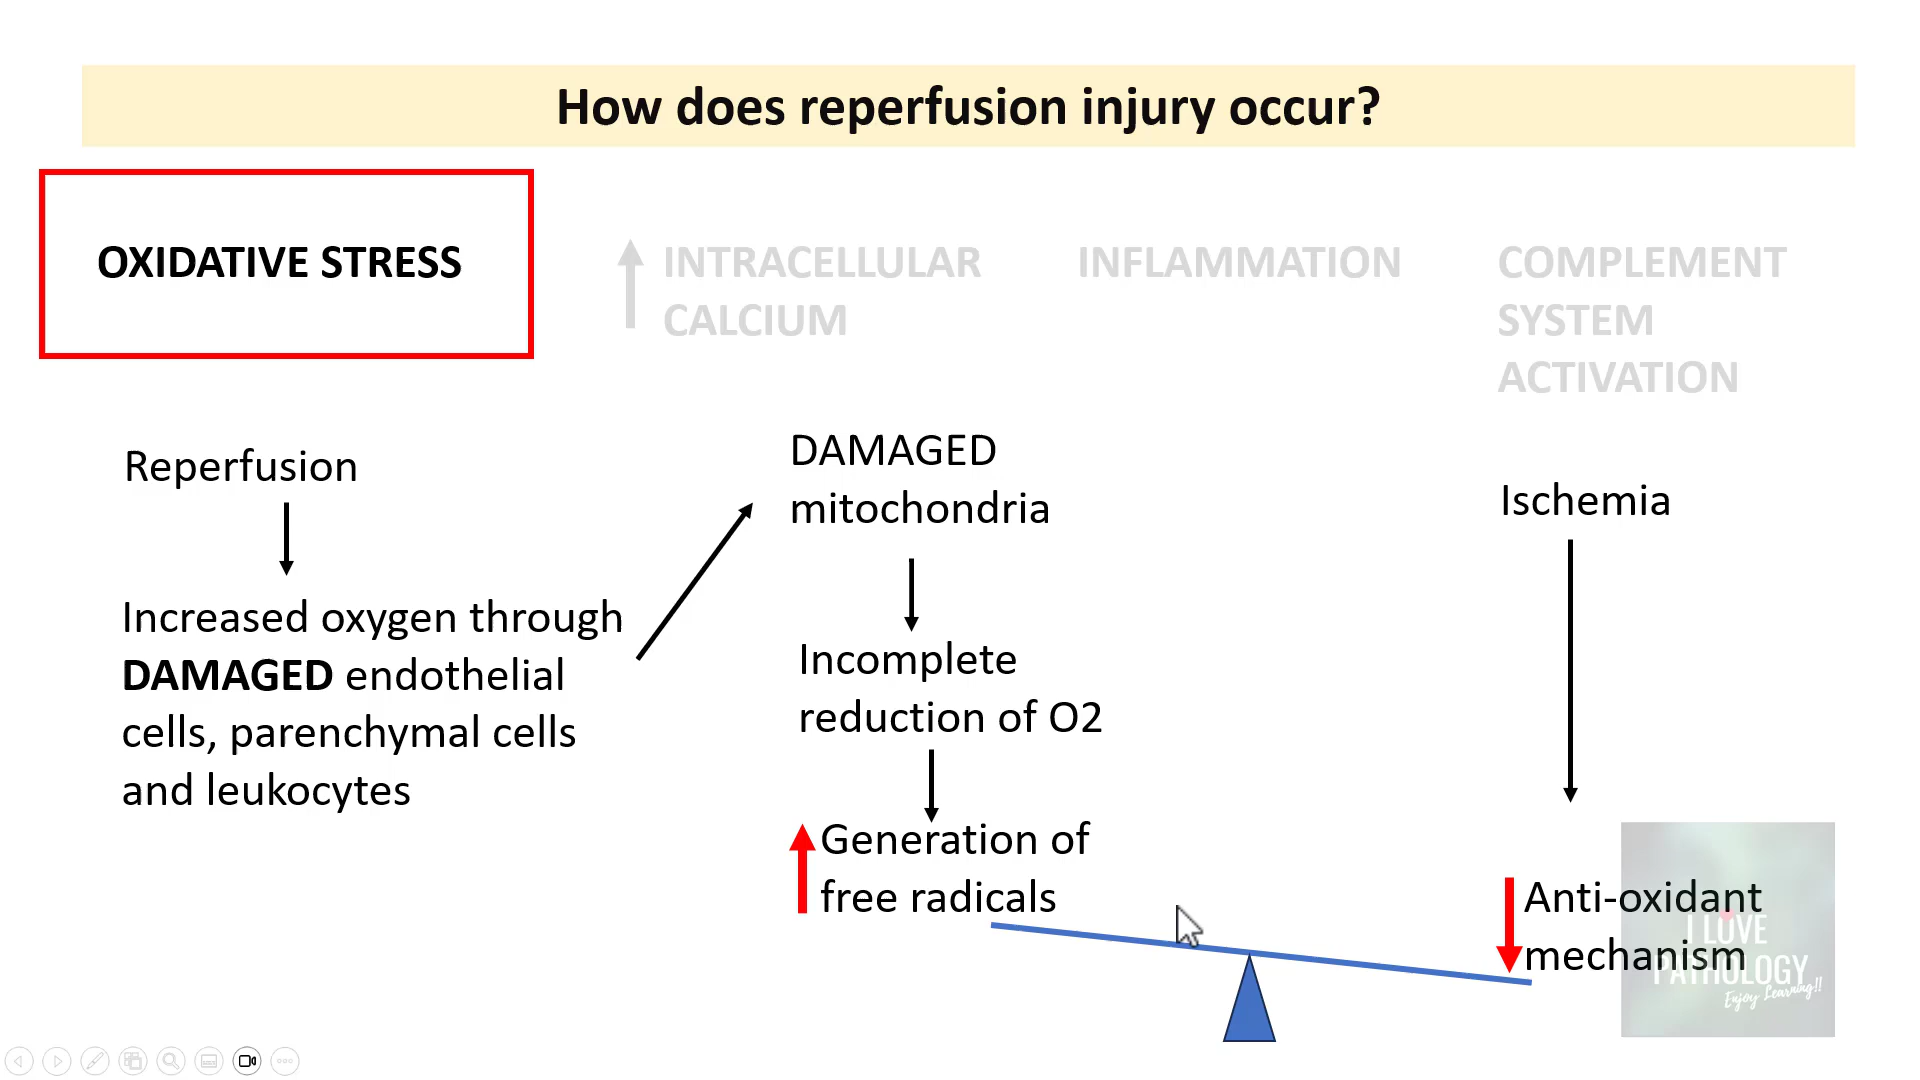 How does reperfusion injury occur?
OXIDATIVE STRESS
INTRACELLULAR
CALCIUM
INFLAMMATION
COMPLEMENT
SYSTEM
ACTIVATION
Reperfusion
Increased oxygen through
DAMAGED endothelial
cells, parenchymal cells
and leukocytes
DAMAGED
mitochondria
Incomplete
reduction of O2
Generation of
free radicals
Ischemia
Anti-oxidant
mechanism
I LOVE
PATHOLOGY
Enjoy Learning!!